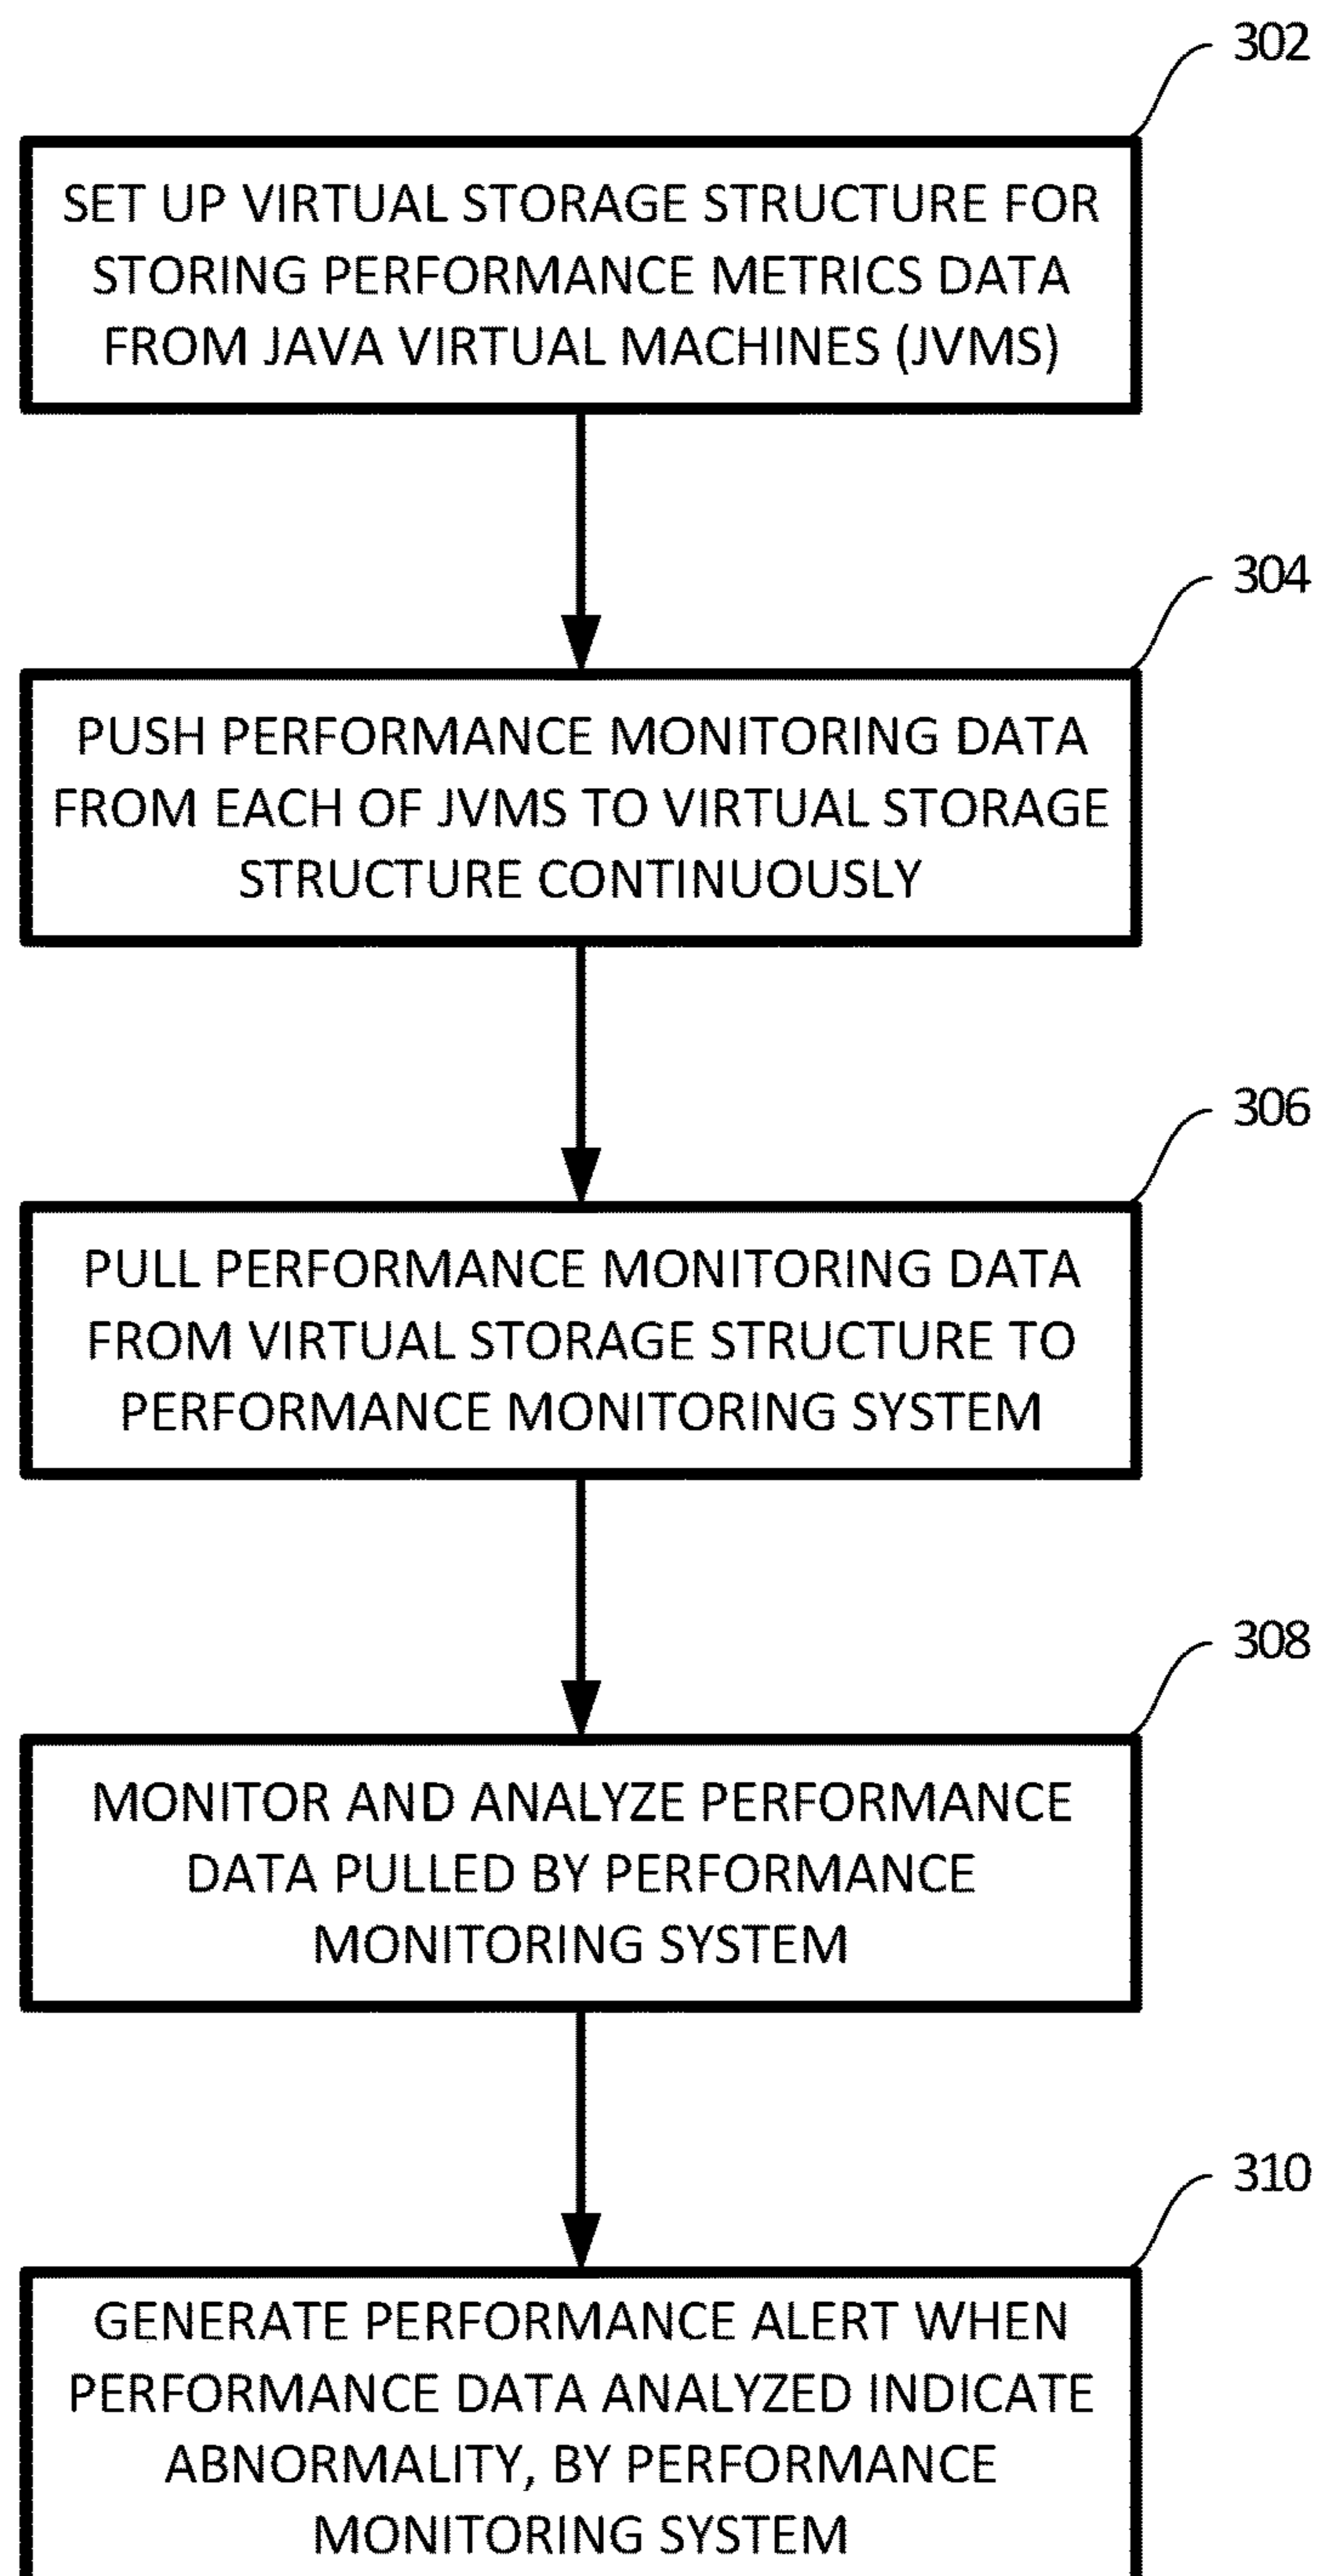 302
SET UP VIRTUAL STORAGE STRUCTURE FOR
STORING PERFORMANCE METRICS DATA
FROM JAVA VIRTUAL MACHINES (JVMS)
304
PUSH PERFORMANCE MONITORING DATA
FROM EACH OF JVMS TO VIRTUAL STORAGE
STRUCTURE CONTINUOUSLY
306
PULL PERFORMANCE MONITORING DATA
FROM VIRTUAL STORAGE STRUCTURE TO
PERFORMANCE MONITORING SYSTEM
308
MONITOR AND ANALYZE PERFORMANCE
DATA PULLED BY PERFORMANCE
MONITORING SYSTEM
310
GENERATE PERFORMANCE ALERT WHEN
PERFORMANCE DATA ANALYZED INDICATE
ABNORMALITY, BY PERFORMANCE
MONITORING SYSTEM